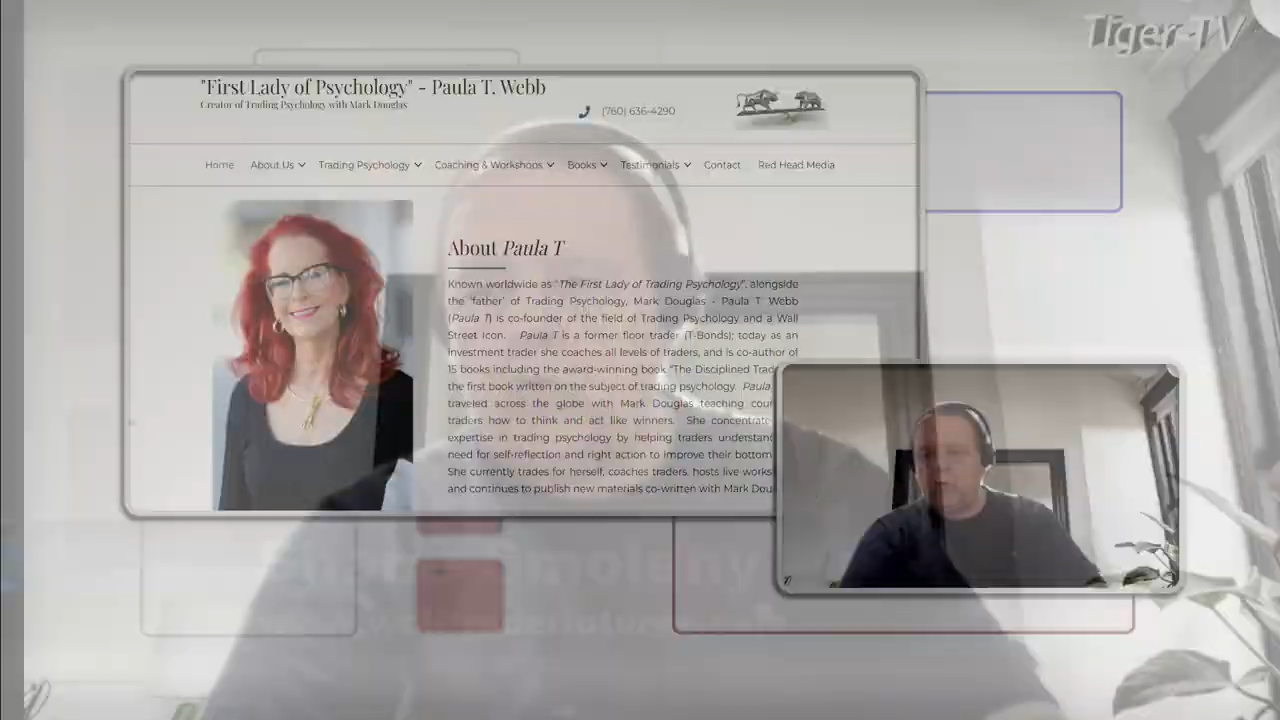 Tiger-TV
"First Lady of Psychology" - Paula T. Webb
Creator of Trading Psychology with Mark Douglas
(760) 636-4290
Home About Us Trading Psychology Coaching & Workshops Books Testimonials Contact Red Head Media
About Paula T
Known worldwide as "The First Lady of Trading Psychology", alongside
the 'father' of Trading Psychology, Mark Douglas - Paula T. Webb
(Paula T) is co-founder of the field of Trading Psychology and a Wall
Street Icon. Paula T is a former floor trader (T-Bonds); today as an
investment trader she coaches all levels of traders, and is co-author of
15 books including the award-winning book "The Disciplined
the first book written on the subject of trading psychology. Paula
traveled across the globe with Mark Douglas teaching
traders how to think and act like winners. She
expertise in trading psychology by helping traders
need for self-reflection and right action to improve their bottom
She currently trades for herself, coaches traders, hosts live
and continues to publish new materials co-written with Mark